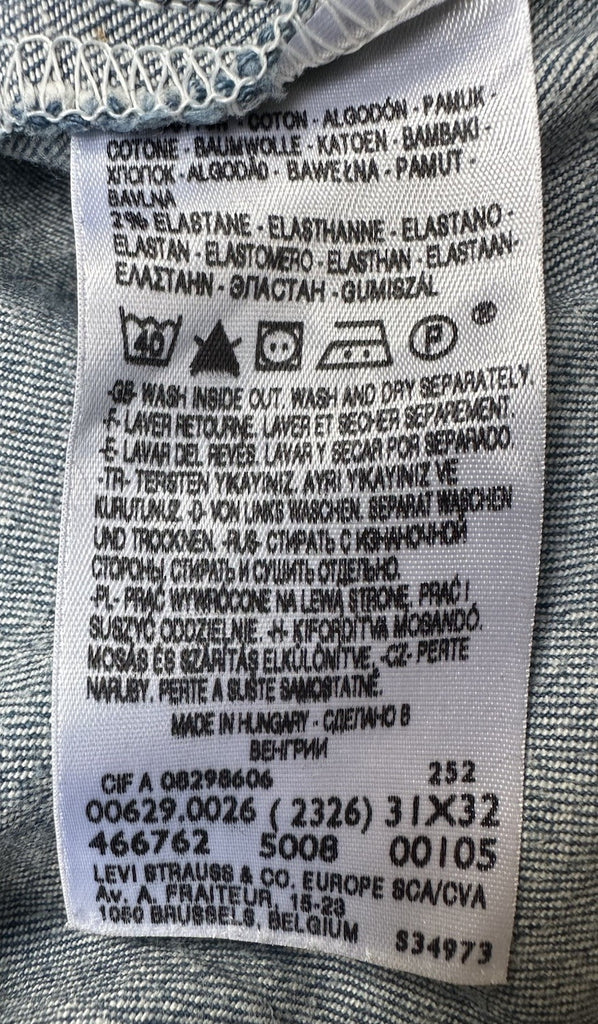 COTON - ALGODÓN - PAMUK -
COTONE - BAUMWOLLE - KATOEN - BAMBAKI -
ХЛОПОК - ALGODÃO - BAWEŁNA - PAMUT -
BAVLNA
2% ELASTANE - ELASTHANNE - ELASTANO -
ELASTAN - ELASTOMERO - ELASTHAN - ELASTAAN-
ΕΛΑΣΤΑΗΝ - ЭЛАСТАН - GUMISZÁL
40 P
-GB- WASH INSIDE OUT. WASH AND DRY SEPARATELY.
-F- LAVER RETOURNE. LAVER ET SECHER SEPAREMENT.
-E- LAVAR DEL REVES. LAVAR Y SECAR POR SEPARADO.
-TR- TERSTEN YIKAYINIZ. AYRI YIKAYINIZ VE
KURUTUNUZ. -D- VON LINKS WASCHEN. SEPARAT WASCHEN
UND TROCKNEN. -RUS- СТИРАТЬ С ИЗНАНОЧНОЙ
СТОРОНЫ, СТИРАТЬ И СУШИТЬ ОТДЕЛЬНО.
-PL- PRAĆ WYWRÓCONE NA LEWĄ STRONĘ. PRAĆ I
SUSZYĆ ODDZIELNIE. -H- KIFORDÍTVA MOSANDÓ.
MOSÁS ÉS SZÁRÍTÁS ELKÜLÖNÍTVE. -CZ- PERTE
NARUBY. PERTE A SUŠTE SAMOSTATNĚ.
MADE IN HUNGARY - СДЕЛАНО В
ВЕНГРИИ
CIF A 08298606 252
00629.0026 ( 2326) 31X32
466762 5008 00105
LEVI STRAUSS & CO. EUROPE SCA/CVA
Av. A. FRAITEUR, 15-23
1050 BRUSSELS, BELGIUM
S34973